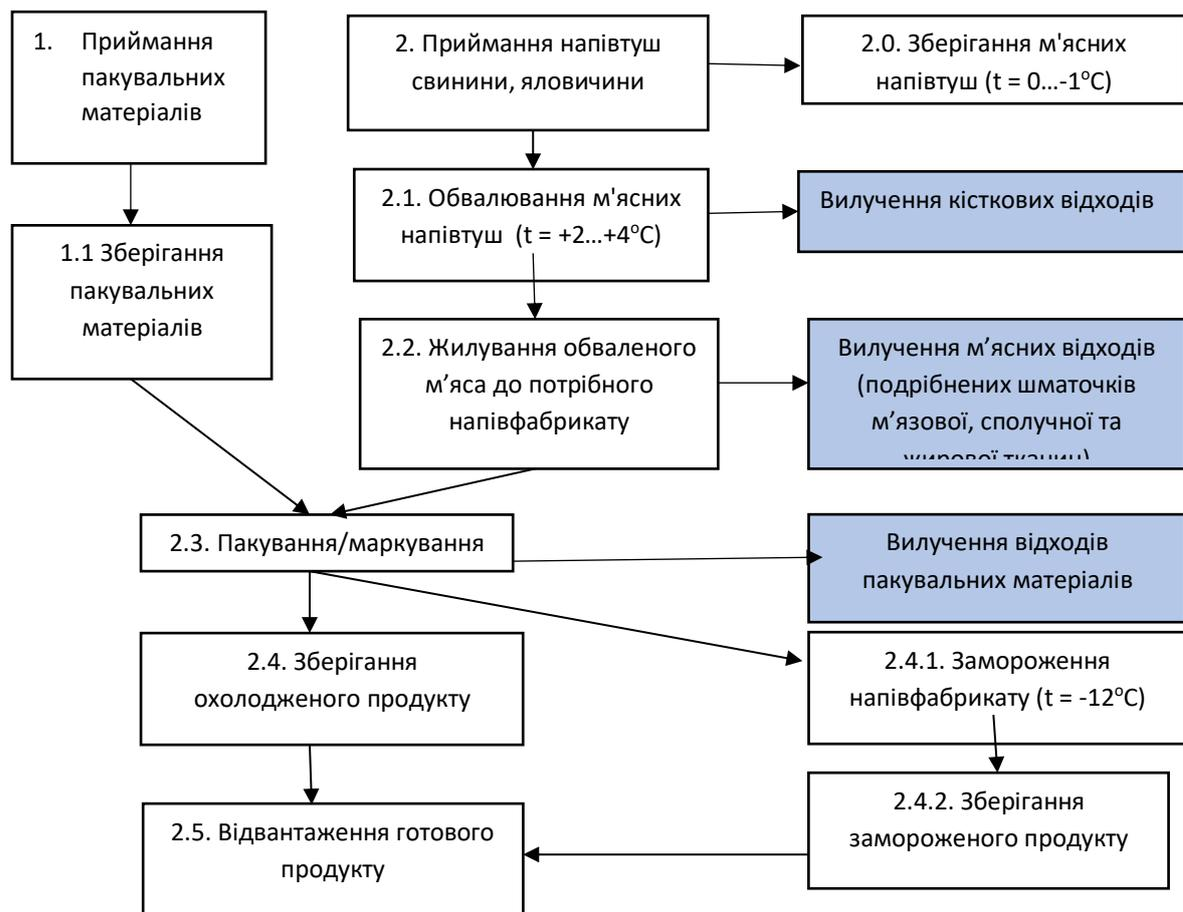 1. Приймання
пакувальних
матеріалів
2. Приймання напівтуш
свинини, яловичини
2.0. Зберігання м'ясних
напівтуш (t = 0...-1°C)
2.1. Обвалювання м'ясних
напівтуш (t = +2...+4°C)
Вилучення кісткових відходів
1.1 Зберігання
пакувальних
матеріалів
2.2. Жилування обваленого
м’яса до потрібного
напівфабрикату
Вилучення м’ясних відходів
(подрібнених шматочків
м’язової, сполучної та
жирової тканин)
2.3. Пакування/маркування
Вилучення відходів
пакувальних матеріалів
2.4. Зберігання
охолодженого продукту
2.4.1. Замороження
напівфабрикату (t = -12°C)
2.5. Відвантаження готового
продукту
2.4.2. Зберігання
замороженого продукту